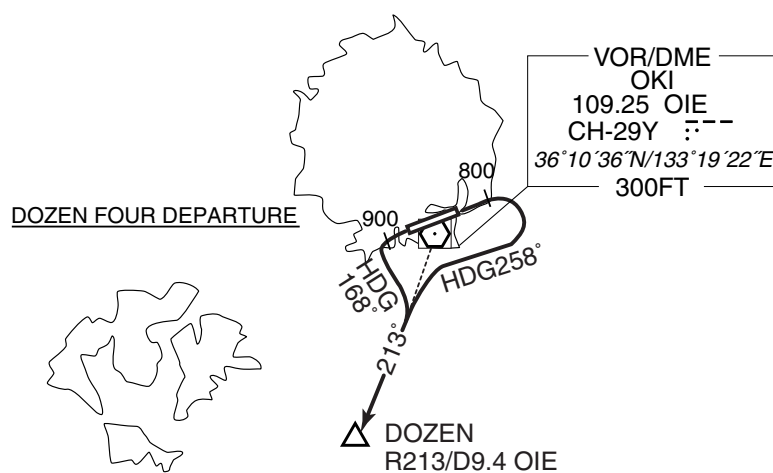 VOR/DME
OKI
109.25 OIE
CH-29Y
36°10´36˝N/133°19´22˝E
300FT
800
DOZEN FOUR DEPARTURE
900
HDG
168°
HDG258°
213°
DOZEN
R213/D9.4 OIE